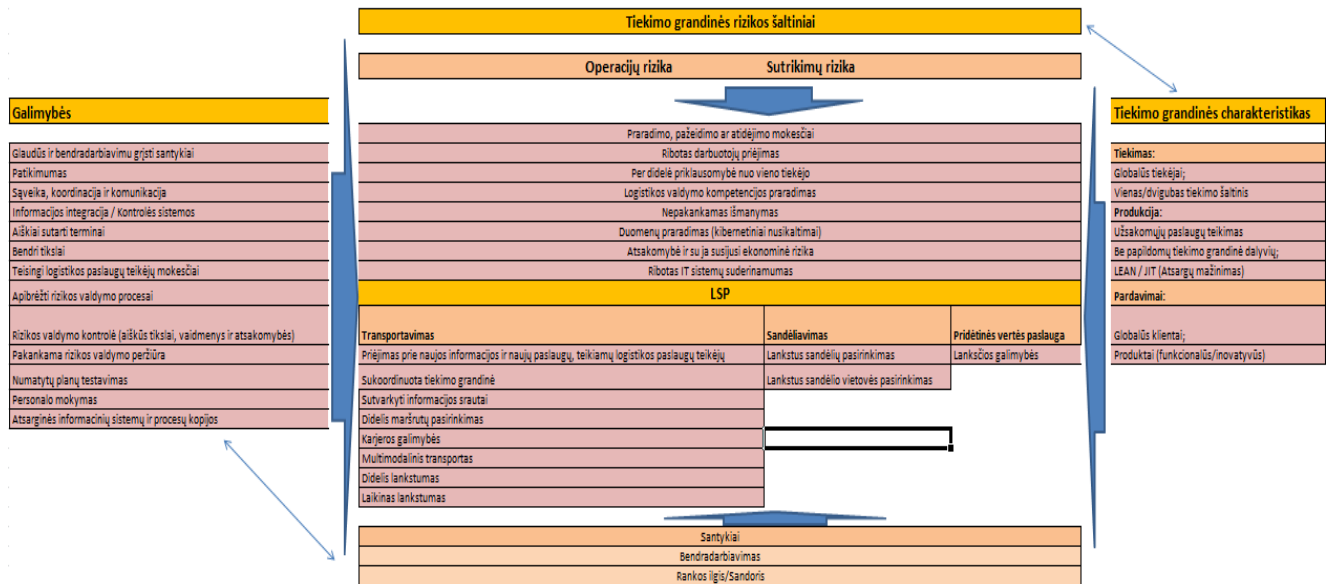 Tiekimo grandinės rizikos šaltiniai
Operacijų rizika Sutrikimų rizika
Galimybės
Glaudūs ir bendradarbiavimu grįsti santykiai
Patikimumas
Sąveika, koordinacija ir komunikacija
Informacijos integracija / Kontrolės sistemos
Aiškiai sutarti terminai
Bendri tikslai
Teisingi logistikos paslaugų teikėjų mokesčiai
Apibrėžti rizikos valdymo procesai
Rizikos valdymo kontrolė (aiškūs tikslai, vaidmenys ir atsakomybės)
Pakankama rizikos valdymo peržiūra
Numatytų planų testavimas
Personalo mokymas
Atsarginės informacinių sistemų ir procesų kopijos
Praradimo, pažeidimo ar atidėjimo mokesčiai
Ribotas darbuotojų priėjimas
Per didelė priklausomybė nuo vieno tiekėjo
Logistikos valdymo kompetencijos praradimas
Nepakankamas išmanymas
Duomenų praradimas (kibernetiniai nusikaltimai)
Atsakomybė ir su ja susijusi ekonominė rizika
Ribotas IT sistemų suderinamumas
LSP
Transportavimas
Priėjimas prie naujos informacijos ir naujų paslaugų, teikiamų logistikos paslaugų teikėjų
Sukoordinuota tiekimo grandinė
Sutvarkyti informacijos srautai
Didelis maršrutų pasirinkimas
Karjeros galimybės
Multimodalinis transportas
Didelis lankstumas
Laikinas lankstumas
Sandėliavimas
Lankstus sandėlių pasirinkimas
Lankstus sandėlio vietovės pasirinkimas
Pridėtinės vertės paslauga
Lanksčios galimybės
Santykiai
Bendradarbiavimas
Rankos ilgis/Sandoris
Tiekimo grandinės charakteristikas
Tiekimas:
Globalūs tiekėjai;
Vienas/dvigubas tiekimo šaltinis
Produkcija:
Užsakomųjų paslaugų teikimas
Be papildomų tiekimo grandinė dalyvių;
LEAN / JIT (Atsargų mažinimas)
Pardavimai:
Globalūs klientai;
Produktai (funkcionalūs/inovatyvūs)